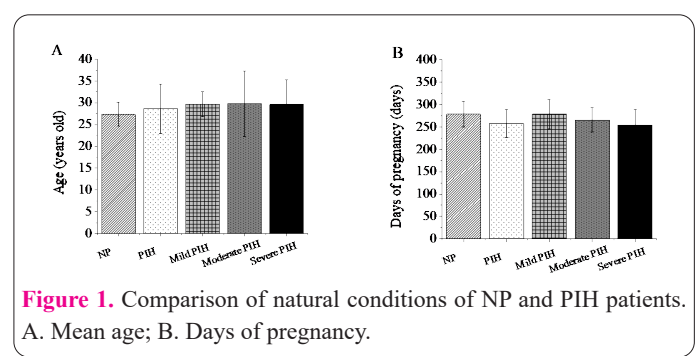 A
B
40
35
30
25
20
15
10
5
0
Age (years old)
NP
PIH
Mild PIH
Moderate PIH
Severe PIH
400
350
300
250
200
150
100
50
0
Days of pregnancy (days)
NP
PIH
Mild PIH
Moderate PIH
Severe PIH
Figure 1. Comparison of natural conditions of NP and PIH patients.
A. Mean age; B. Days of pregnancy.